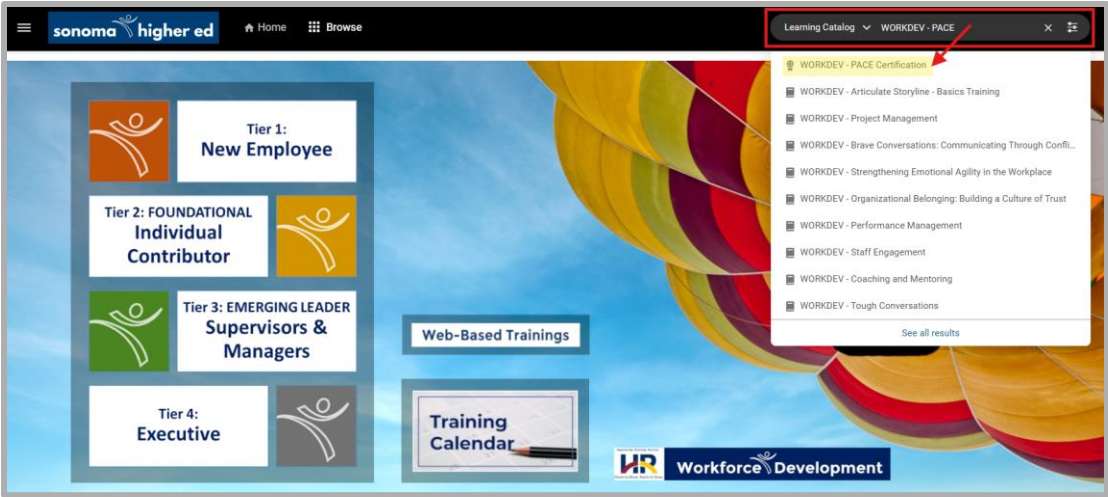 sonoma higher ed
Home
Browse
Learning Catalog
WORKDEV - PACE
WORKDEV - PACE Certification
WORKDEV - Articulate Storyline - Basics Training
WORKDEV - Project Management
WORKDEV - Brave Conversations: Communicating Through Confli...
WORKDEV - Strengthening Emotional Agility in the Workplace
WORKDEV - Organizational Belonging: Building a Culture of Trust
WORKDEV - Performance Management
WORKDEV - Staff Engagement
WORKDEV - Coaching and Mentoring
WORKDEV - Tough Conversations
See all results
Tier 1:
New Employee
Tier 2: FOUNDATIONAL
Individual
Contributor
Tier 3: EMERGING LEADER
Supervisors &
Managers
Tier 4:
Executive
Web-Based Trainings
Training
Calendar
HR
Workforce Development